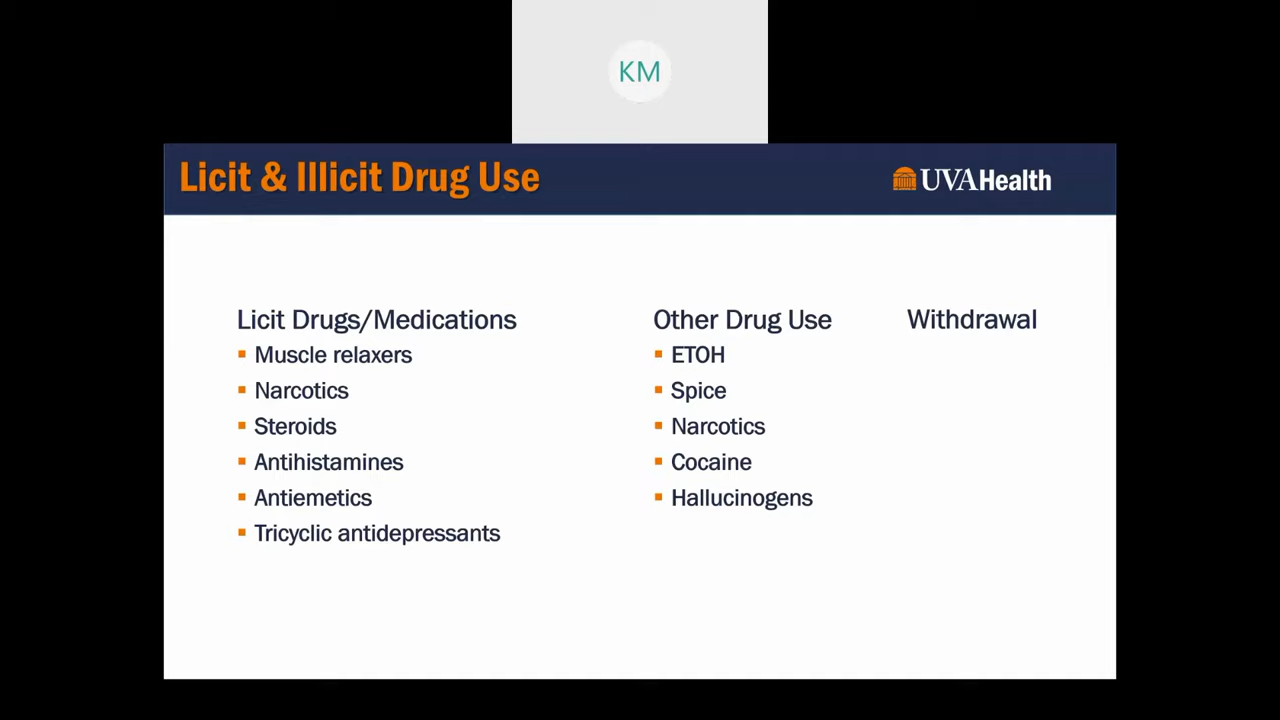 KM
Licit & Illicit Drug Use
UVAHealth
Licit Drugs/Medications
Muscle relaxers
Narcotics
Steroids
Antihistamines
Antiemetics
Tricyclic antidepressants
Other Drug Use
ETOH
Spice
Narcotics
Cocaine
Hallucinogens
Withdrawal